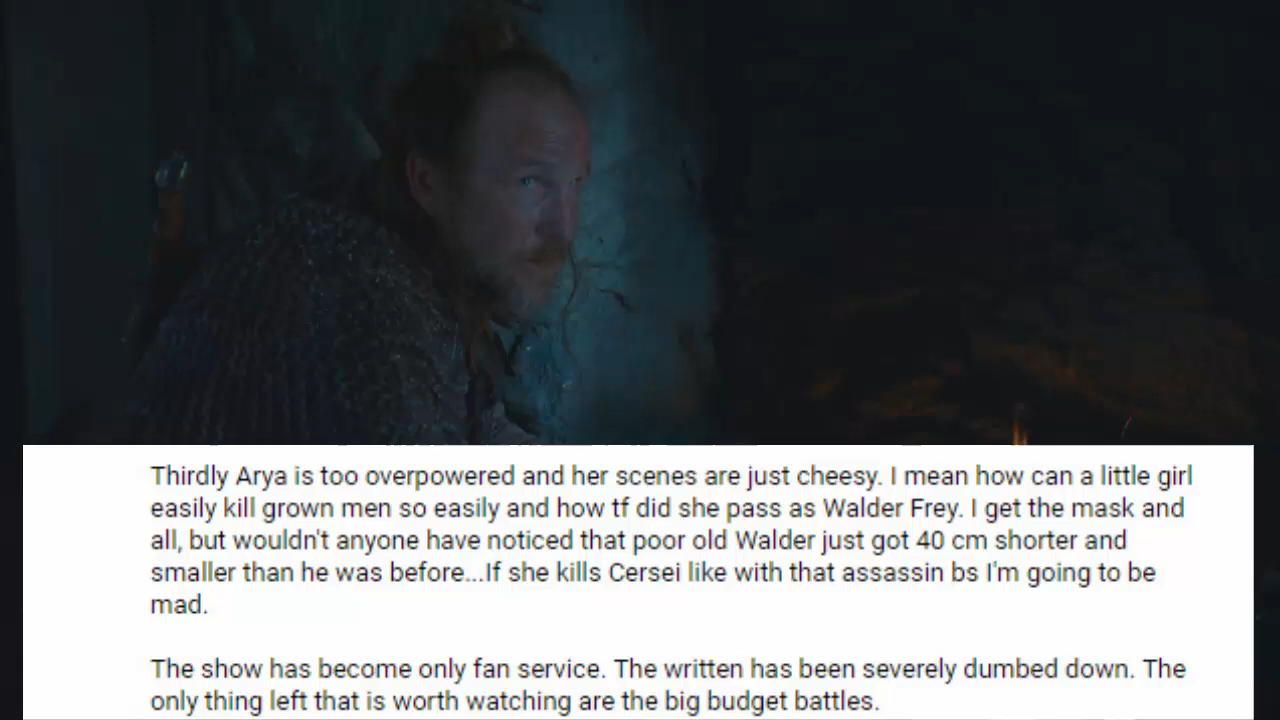 Thirdly Arya is too overpowered and her scenes are just cheesy. I mean how can a little girl
easily kill grown men so easily and how tf did she pass as Walder Frey. I get the mask and
all, but wouldn't anyone have noticed that poor old Walder just got 40 cm shorter and
smaller than he was before...If she kills Cersei like with that assassin bs I'm going to be
mad.
The show has become only fan service. The written has been severely dumbed down. The
only thing left that is worth watching are the big budget battles.